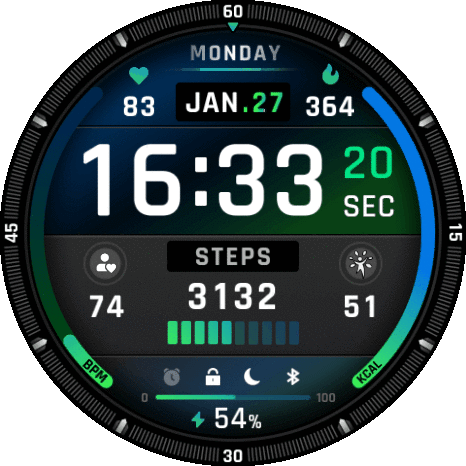 60
MONDAY
83 JAN.27 364
16:33 20 SEC
45 15
STEPS
74 3132 51
BPM KCAL
0 100
54%
30